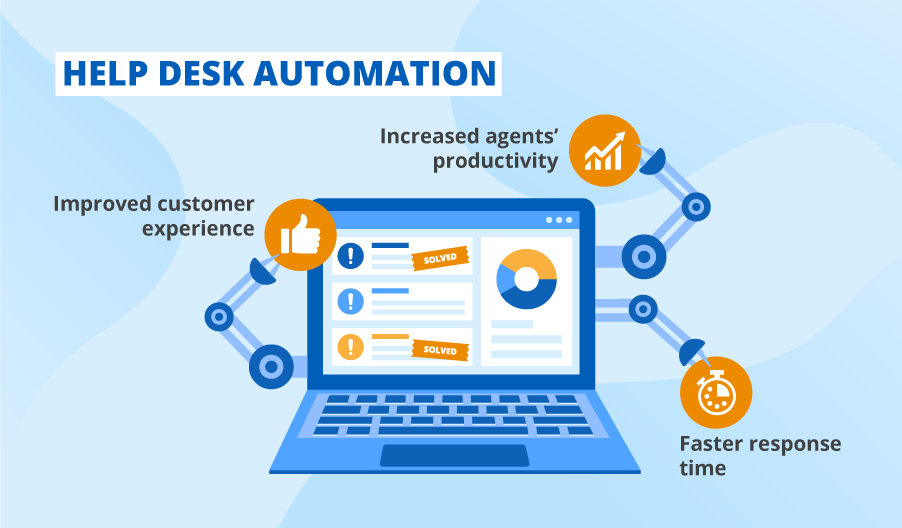 HELP DESK AUTOMATION
Increased agents’
productivity
Improved customer
experience
SOLVED
SOLVED
Faster response
time